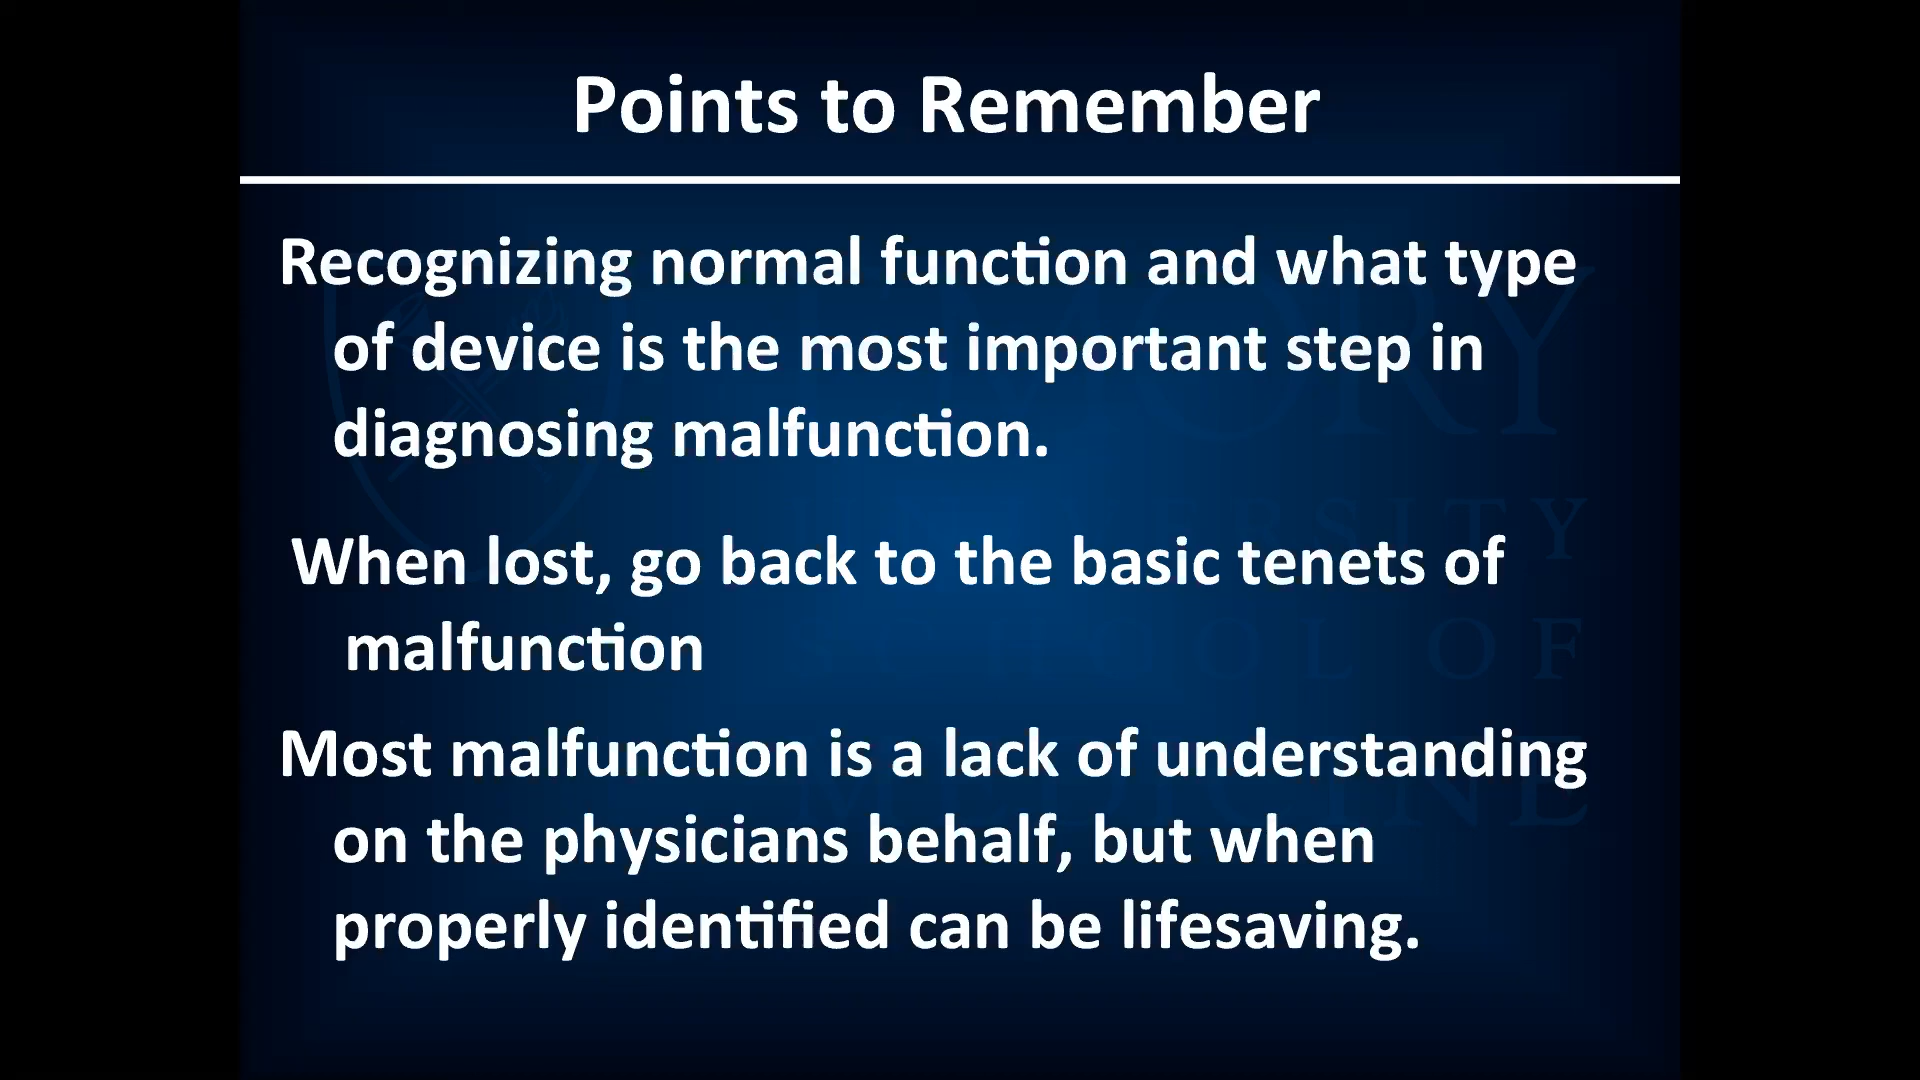 Points to Remember
Recognizing normal function and what type
of device is the most important step in
diagnosing malfunction.
When lost, go back to the basic tenets of
malfunction
Most malfunction is a lack of understanding
on the physicians behalf, but when
properly identified can be lifesaving.